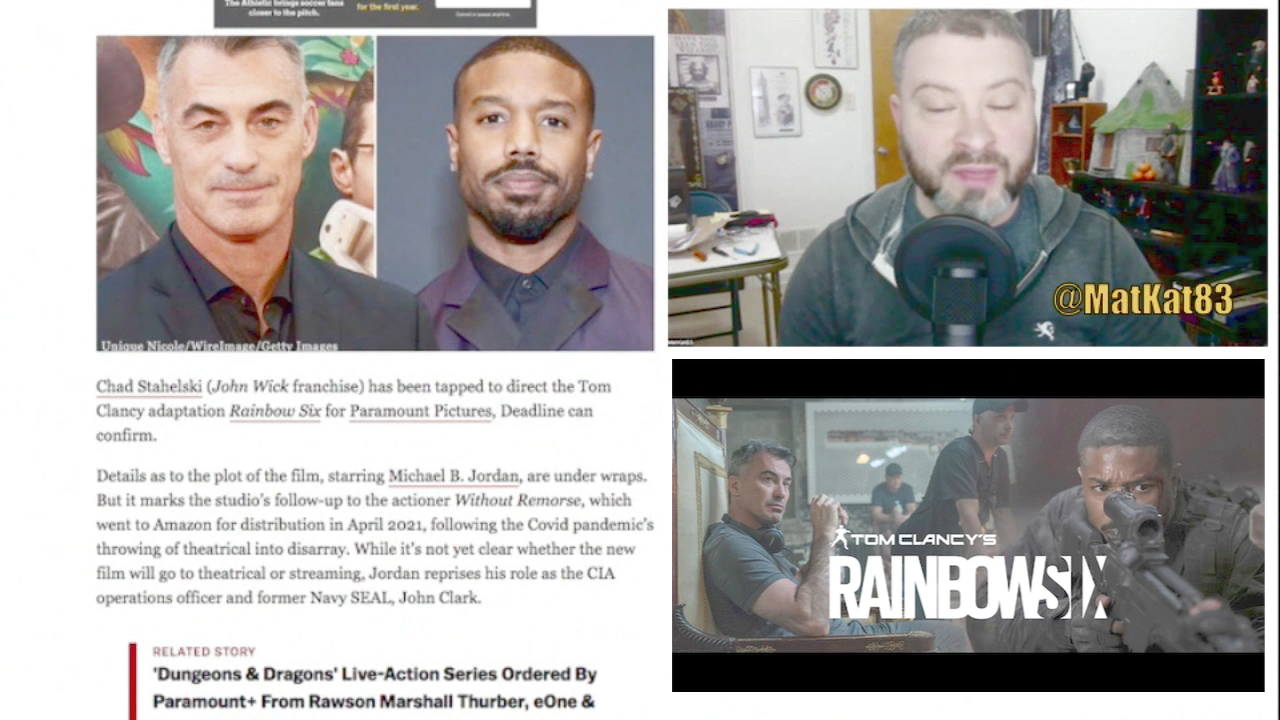 The Athletic brings soccer fans
closer to the pitch.
for the first year.
Unique Nicole/WireImage/Getty Images
Chad Stahelski (John Wick franchise) has been tapped to direct the Tom
Clancy adaptation Rainbow Six for Paramount Pictures, Deadline can
confirm.
Details as to the plot of the film, starring Michael B. Jordan, are under wraps.
But it marks the studio's follow-up to the actioner Without Remorse, which
went to Amazon for distribution in April 2021, following the Covid pandemic's
throwing of theatrical into disarray. While it's not yet clear whether the new
film will go to theatrical or streaming, Jordan reprises his role as the CIA
operations officer and former Navy SEAL, John Clark.
RELATED STORY
'Dungeons & Dragons' Live-Action Series Ordered By
Paramount+ From Rawson Marshall Thurber, eOne &
@MatKat83
MatKat83
TOM CLANCY'S
RAINBOW SIX